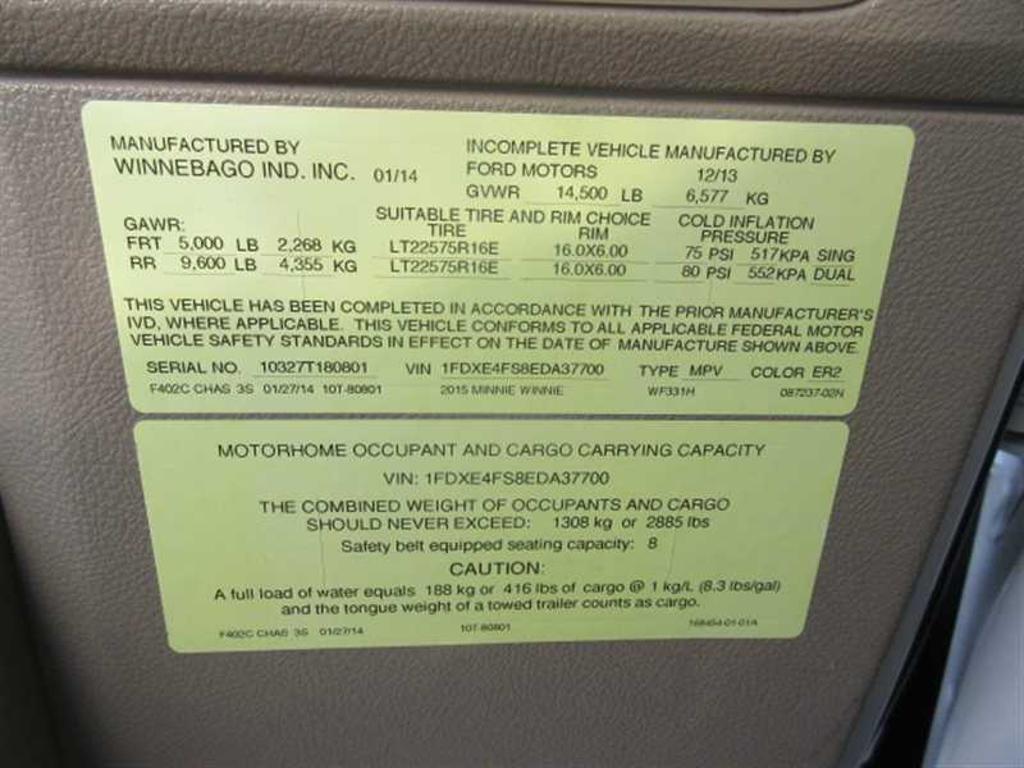 MANUFACTURED BY
WINNEBAGO IND. INC. 01/14
INCOMPLETE VEHICLE MANUFACTURED BY
FORD MOTORS 12/13
GVWR 14,500 LB 6,577 KG
GAWR:
SUITABLE TIRE AND RIM CHOICE
COLD INFLATION
TIRE RIM PRESSURE
FRT 5,000 LB 2,268 KG LT22575R16E 16.0X6.00 75 PSI 517KPA SING
RR 9,600 LB 4,355 KG LT22575R16E 16.0X6.00 80 PSI 552KPA DUAL
THIS VEHICLE HAS BEEN COMPLETED IN ACCORDANCE WITH THE PRIOR MANUFACTURER'S
IVD, WHERE APPLICABLE. THIS VEHICLE CONFORMS TO ALL APPLICABLE FEDERAL MOTOR
VEHICLE SAFETY STANDARDS IN EFFECT ON THE DATE OF MANUFACTURE SHOWN ABOVE.
SERIAL NO. 10327T180801 VIN 1FDXE4FS8EDA37700 TYPE MPV COLOR ER2
F402C CHAS 3S 01/27/14 10T-80801 2015 MINNIE WINNIE WF331H 087237-02N
MOTORHOME OCCUPANT AND CARGO CARRYING CAPACITY
VIN: 1FDXE4FS8EDA37700
THE COMBINED WEIGHT OF OCCUPANTS AND CARGO
SHOULD NEVER EXCEED: 1308 kg or 2885 lbs
Safety belt equipped seating capacity: 8
CAUTION:
A full load of water equals 188 kg or 416 lbs of cargo @ 1 kg/L (8.3 lbs/gal)
and the tongue weight of a towed trailer counts as cargo.
F402C CHAS 3S 01/27/14 10T-80801 168454-01-01A